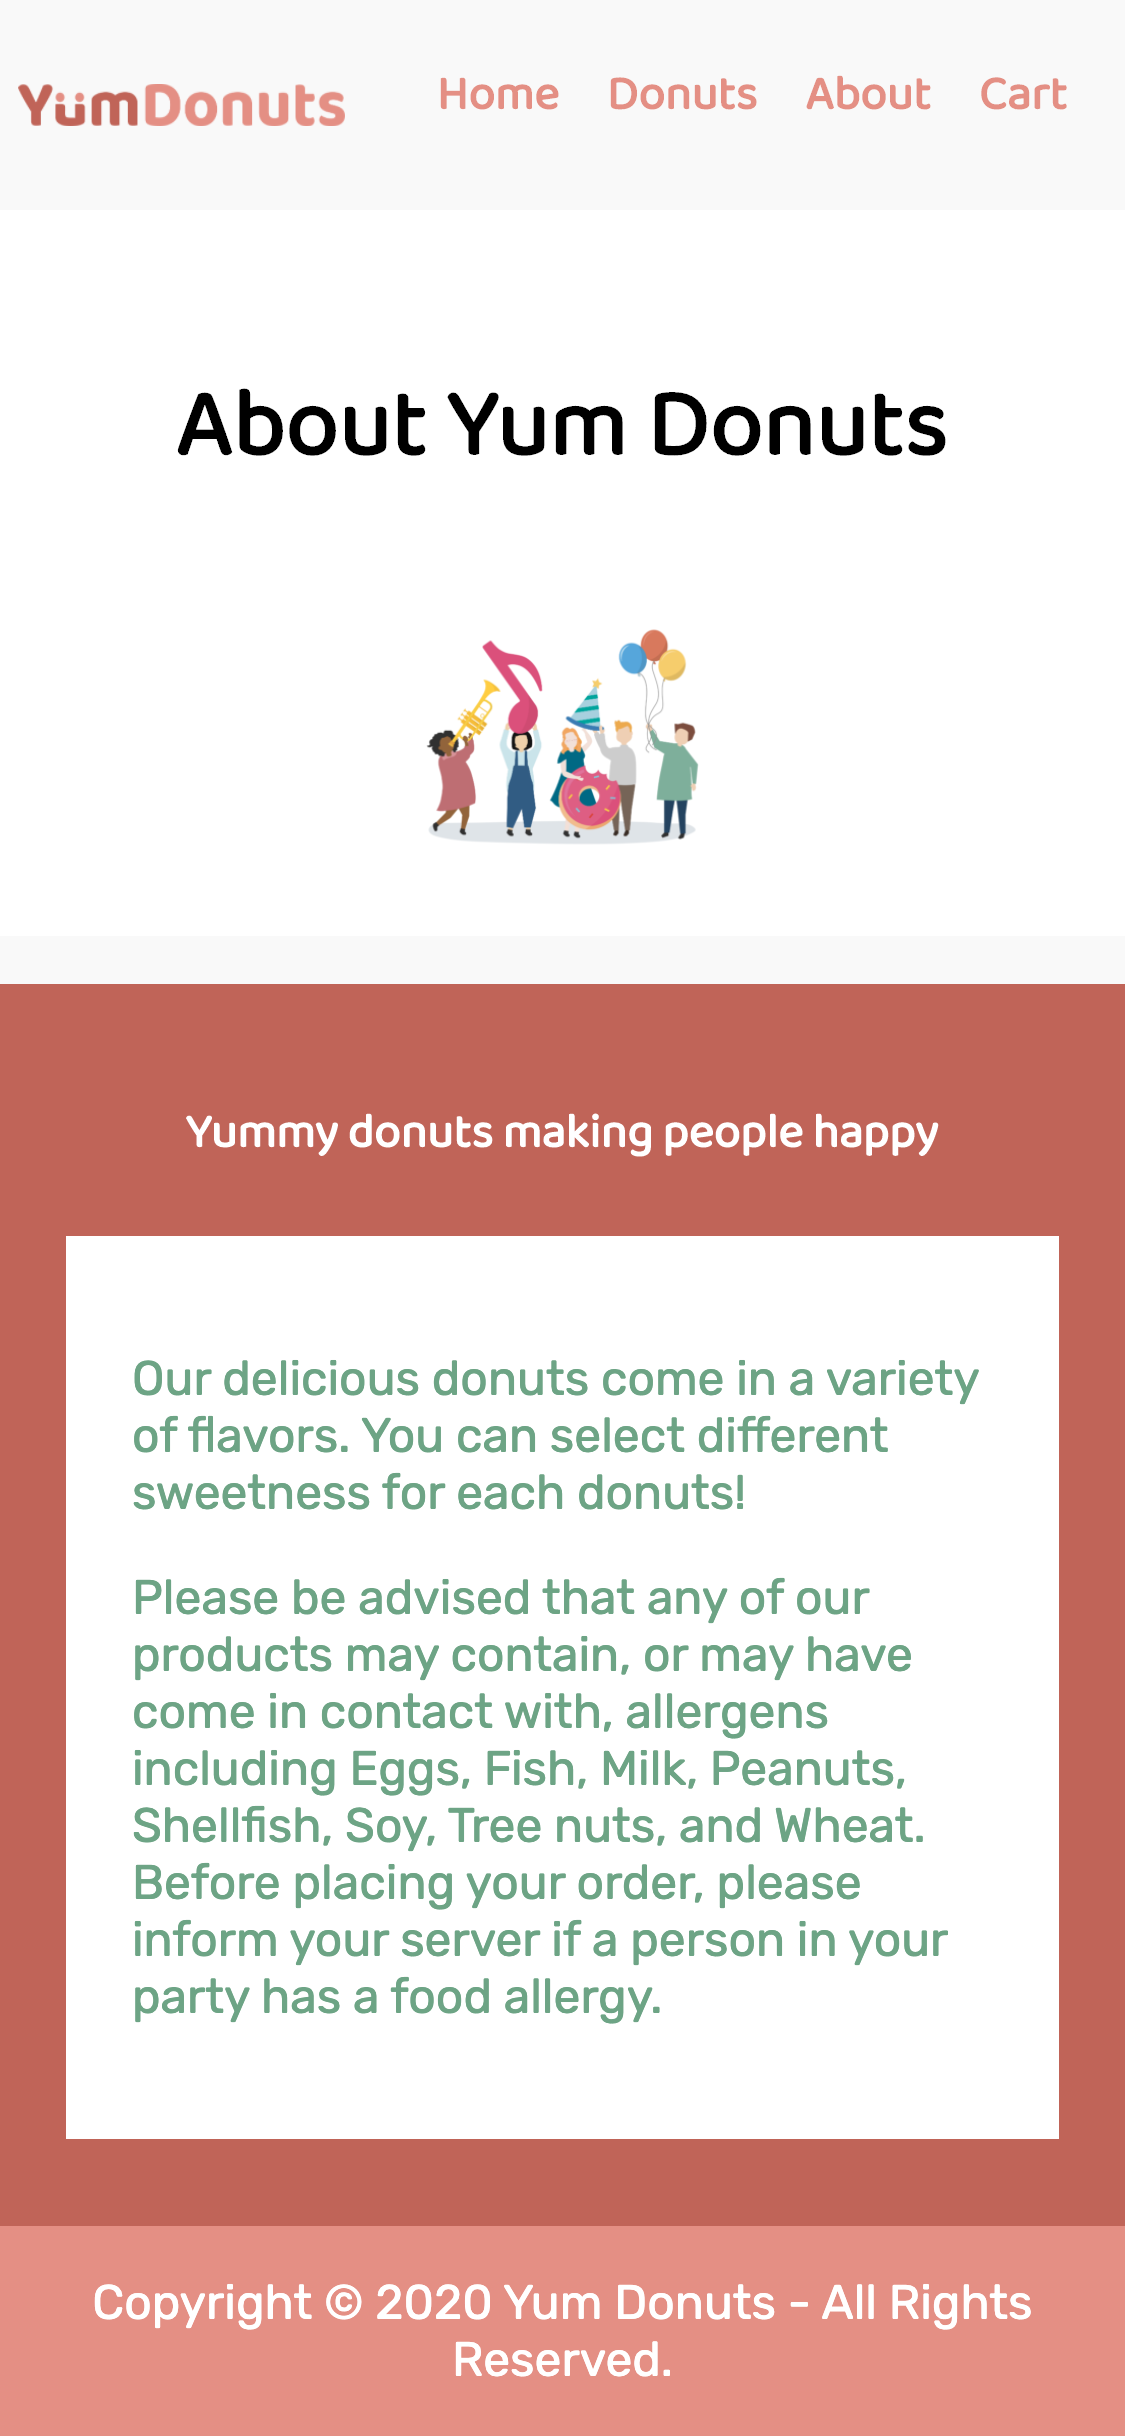 YümDonuts
Home Donuts About Cart
About Yum Donuts
Yummy donuts making people happy
Our delicious donuts come in a variety
of flavors. You can select different
sweetness for each donuts!
Please be advised that any of our
products may contain, or may have
come in contact with, allergens
including Eggs, Fish, Milk, Peanuts,
Shellfish, Soy, Tree nuts, and Wheat.
Before placing your order, please
inform your server if a person in your
party has a food allergy.
Copyright © 2020 Yum Donuts - All Rights
Reserved.